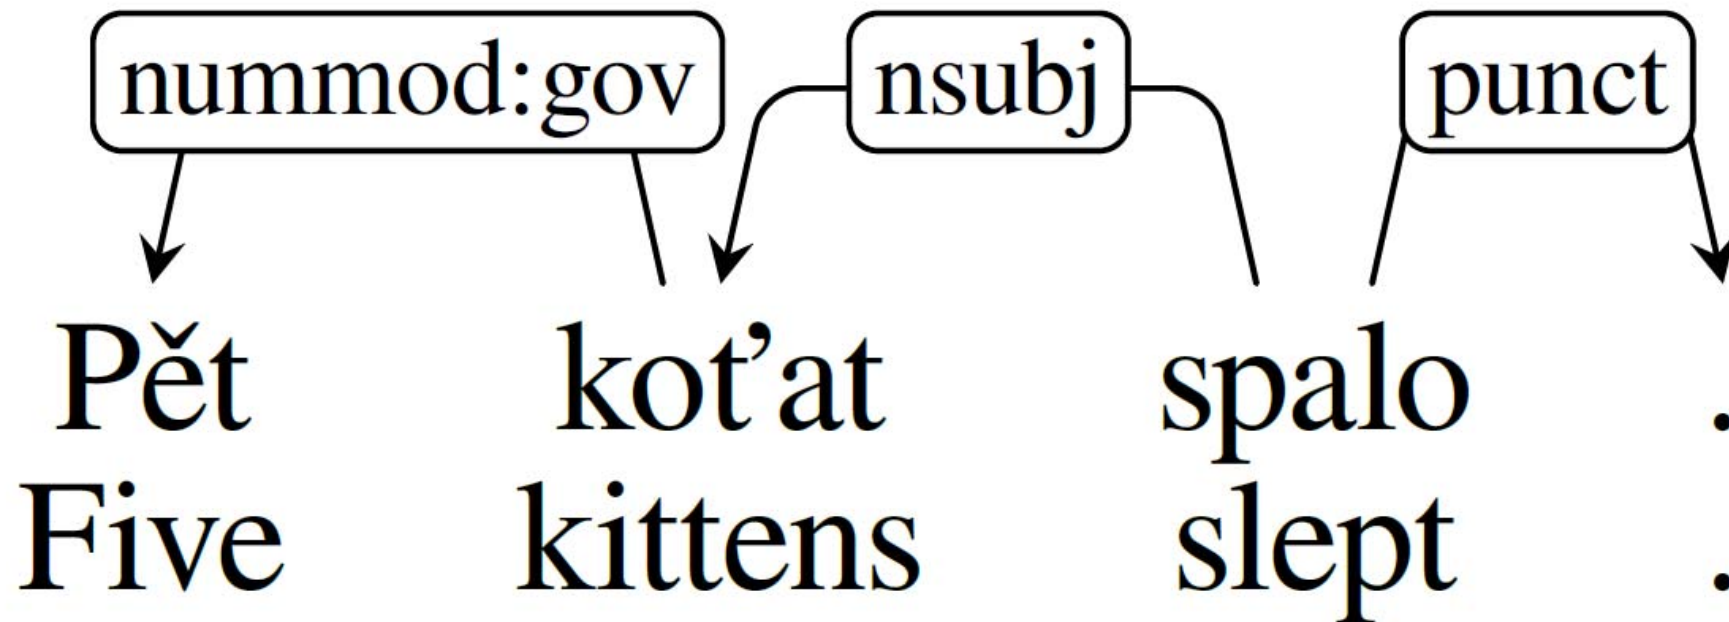 nummod:gov nsubj punct
Pět koťat spalo .
Five kittens slept .